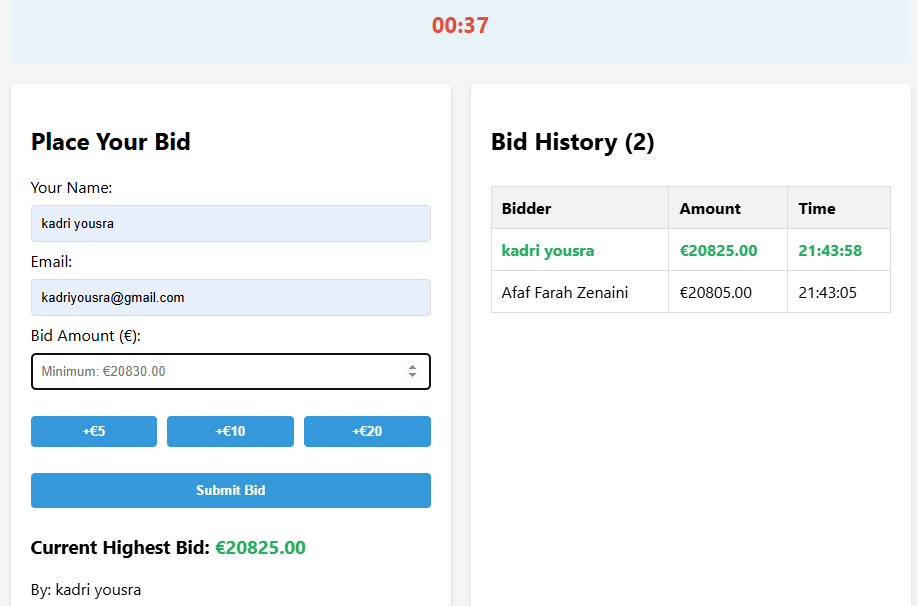 00:37
Place Your Bid
Your Name:
kadri yousra
Email:
kadriyousra@gmail.com
Bid Amount (€):
Minimum: €20830.00
+€5 +€10 +€20
Submit Bid
Current Highest Bid: €20825.00
By: kadri yousra
Bid History (2)
Bidder Amount Time
kadri yousra €20825.00 21:43:58
Afaf Farah Zenaini €20805.00 21:43:05